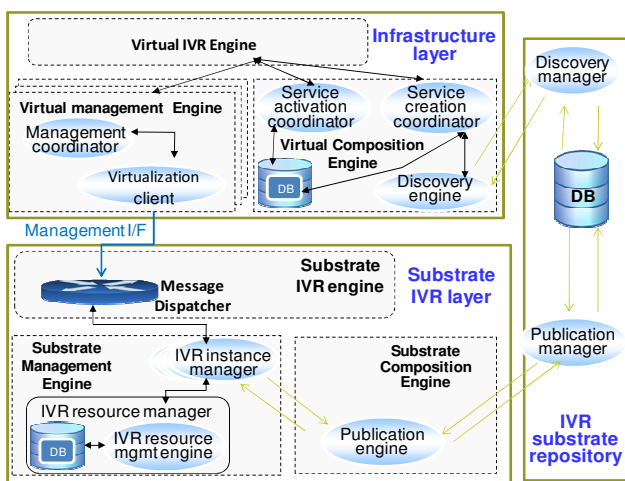 Virtual IVR Engine
Infrastructure
layer
Virtual management Engine
Management
coordinator
Virtualization
client
Service
activation
coordinator
Service
creation
coordinator
Virtual Composition
Engine
DB
Discovery
engine
Discovery
manager
DB
Publication
manager
IVR
substrate
repository
Management I/F
Substrate
IVR engine
Substrate
IVR layer
Message
Dispatcher
Substrate
Management
Engine
IVR instance
manager
IVR resource manager
DB
IVR resource
mgmt engine
Substrate
Composition
Engine
Publication
engine